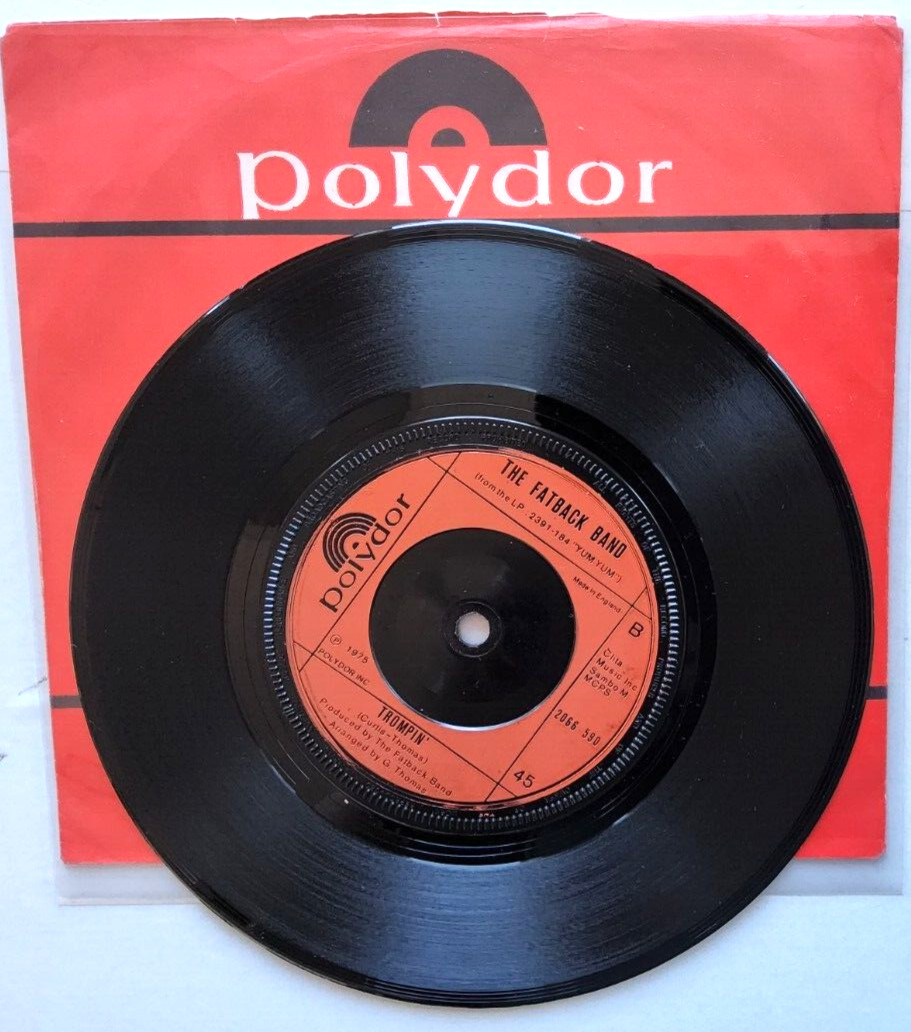 polydor
polydor
THE FATBACK BAND
(from the LP. 2391-184 "YUM YUM")
Made in England
B
Clita
Music Inc
Sambo M
MCPS
2066 590
45
℗ 1975
POLYDOR INC
TROMPIN'
(Curtis-Thomas)
Produced by The Fatback Band
Arranged by G. Thomas